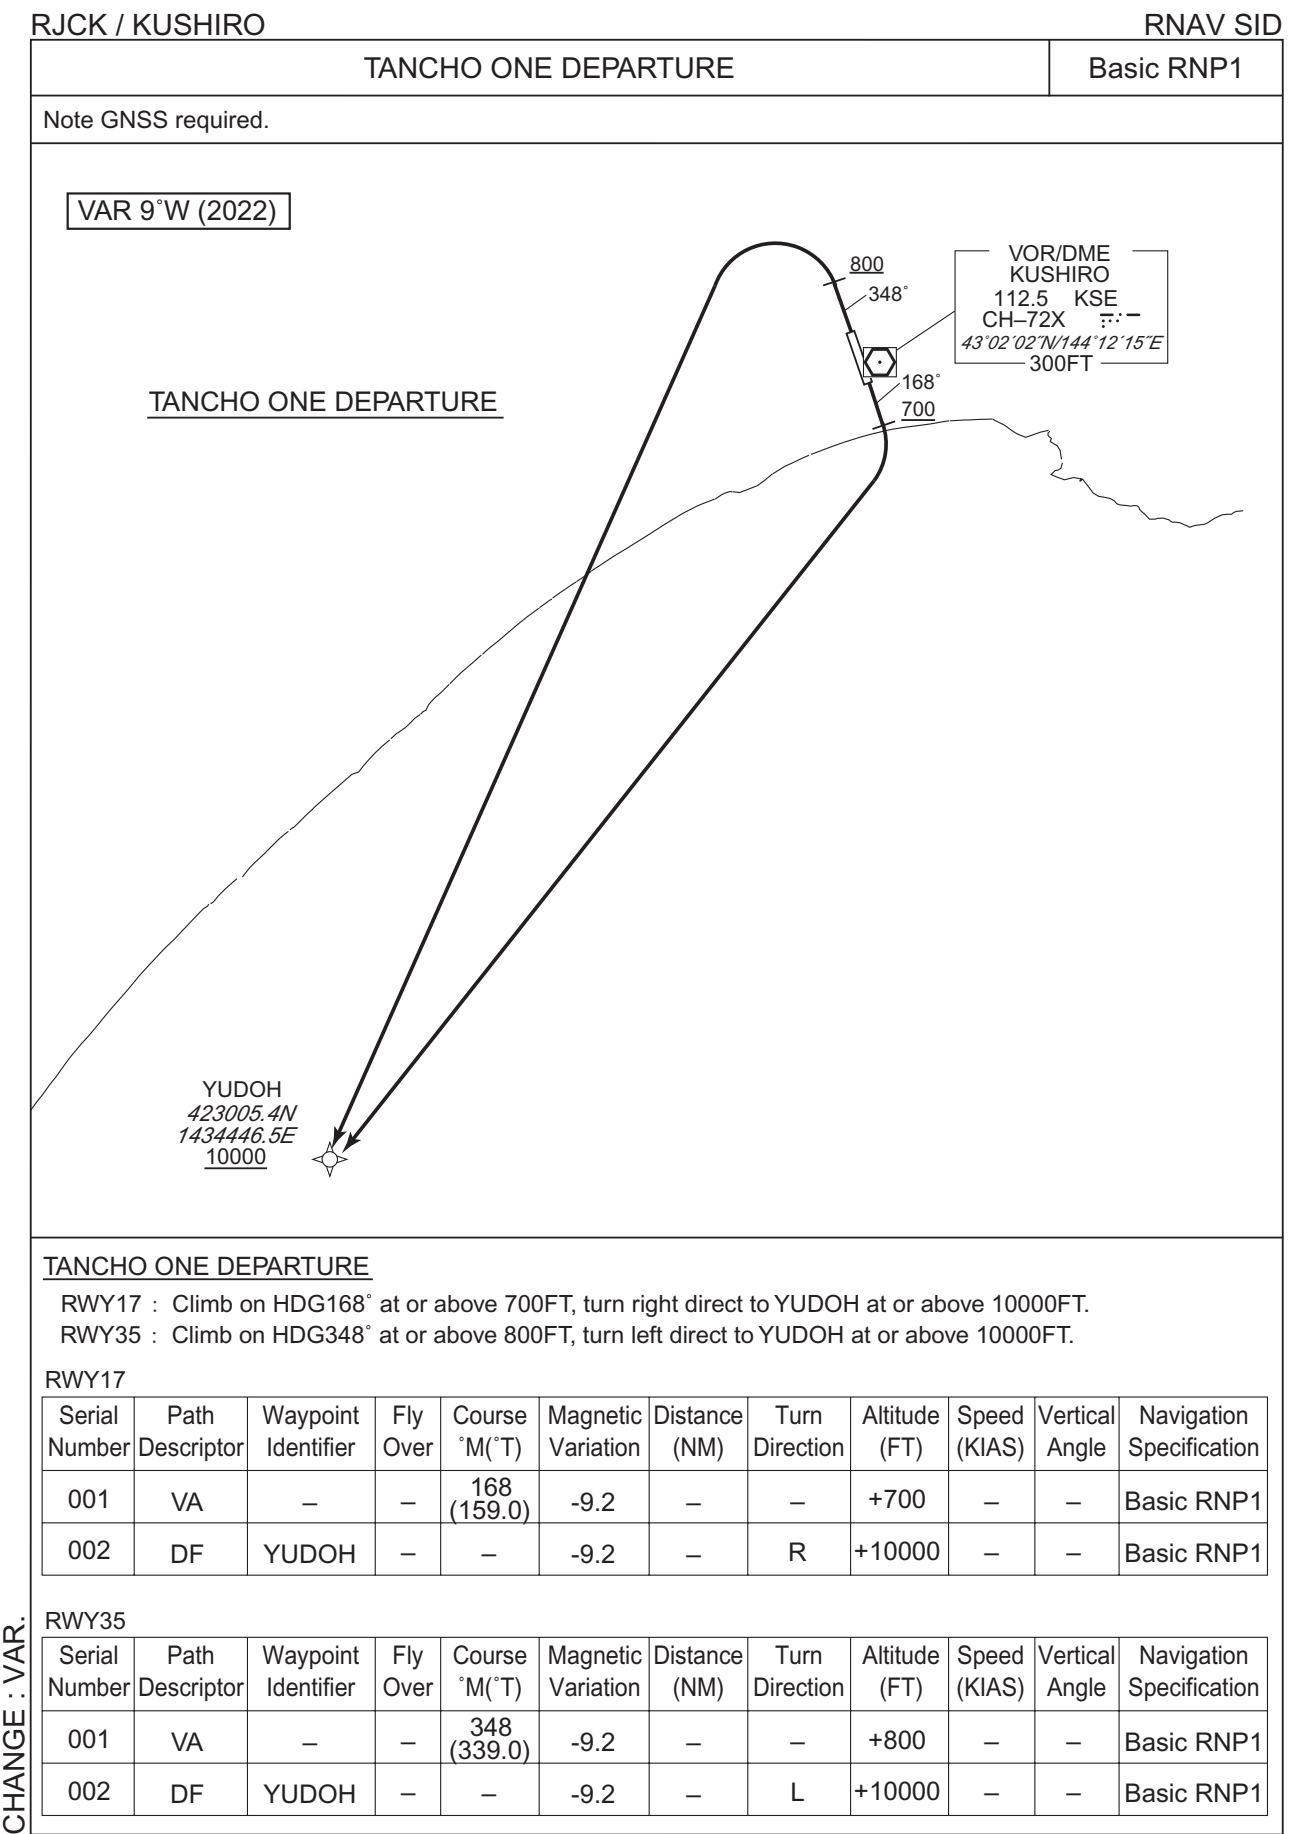 RJCK / KUSHIRO
RNAV SID
TANCHO ONE DEPARTURE
Basic RNP1
Note GNSS required.
VAR 9˚W (2022)
800
348˚
VOR/DME
KUSHIRO
112.5 KSE
CH–72X
43˚02´02˝N/144˚12´15˝E
300FT
168˚
700
TANCHO ONE DEPARTURE
YUDOH
423005.4N
1434446.5E
10000
TANCHO ONE DEPARTURE
RWY17 : Climb on HDG168˚ at or above 700FT, turn right direct to YUDOH at or above 10000FT.
RWY35 : Climb on HDG348˚ at or above 800FT, turn left direct to YUDOH at or above 10000FT.
RWY17
Serial Path Waypoint Fly Course Magnetic Distance Turn Altitude Speed Vertical Navigation
Number Descriptor Identifier Over ˚M(˚T) Variation (NM) Direction (FT) (KIAS) Angle Specification
001 VA – – 168 (159.0) -9.2 – – +700 – – Basic RNP1
002 DF YUDOH – – -9.2 – R +10000 – – Basic RNP1
RWY35
Serial Path Waypoint Fly Course Magnetic Distance Turn Altitude Speed Vertical Navigation
Number Descriptor Identifier Over ˚M(˚T) Variation (NM) Direction (FT) (KIAS) Angle Specification
001 VA – – 348 (339.0) -9.2 – – +800 – – Basic RNP1
002 DF YUDOH – – -9.2 – L +10000 – – Basic RNP1
CHANGE : VAR.